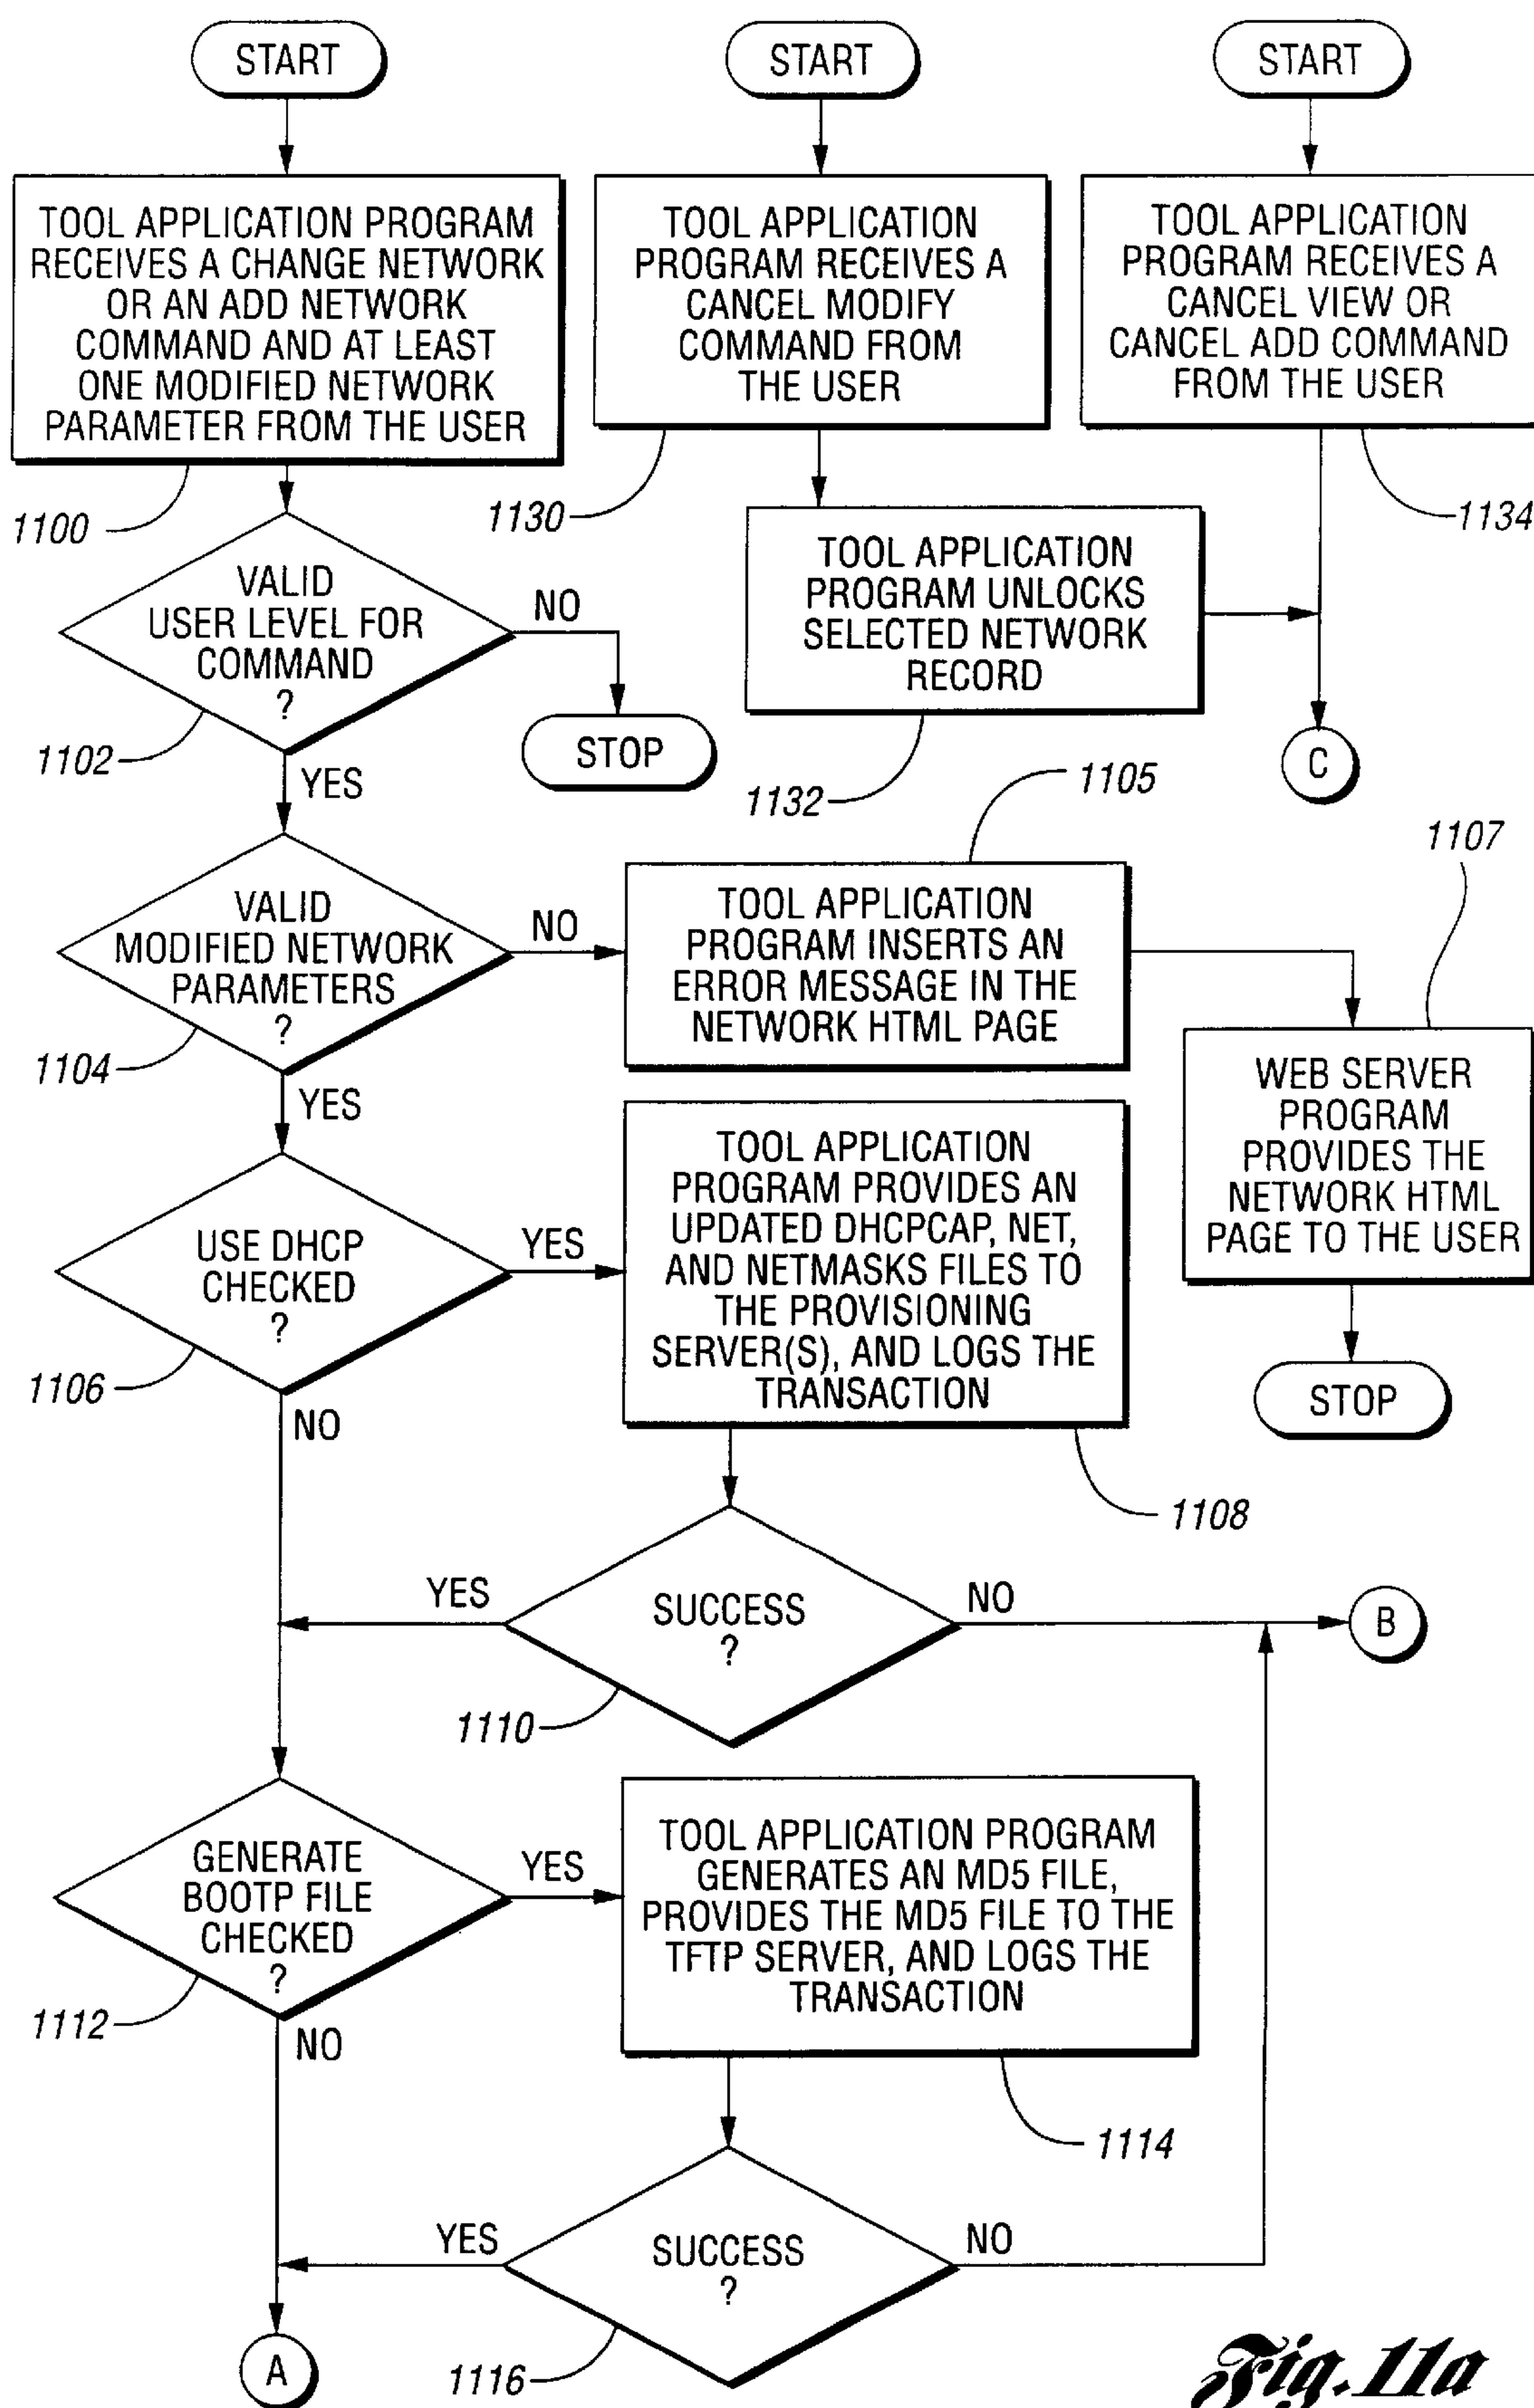 START
START
START
TOOL APPLICATION PROGRAM
RECEIVES A CHANGE NETWORK
OR AN ADD NETWORK
COMMAND AND AT LEAST
ONE MODIFIED NETWORK
PARAMETER FROM THE USER
TOOL APPLICATION
PROGRAM RECEIVES A
CANCEL MODIFY
COMMAND FROM
THE USER
TOOL APPLICATION
PROGRAM RECEIVES A
CANCEL VIEW OR
CANCEL ADD COMMAND
FROM THE USER
1100
1130
1134
VALID
USER LEVEL FOR
COMMAND
?
NO
STOP
1102
YES
TOOL APPLICATION
PROGRAM UNLOCKS
SELECTED NETWORK
RECORD
1132
C
1105
1107
VALID
MODIFIED NETWORK
PARAMETERS
?
NO
1104
YES
TOOL APPLICATION
PROGRAM INSERTS AN
ERROR MESSAGE IN THE
NETWORK HTML PAGE
WEB SERVER
PROGRAM
PROVIDES THE
NETWORK HTML
PAGE TO THE USER
STOP
USE DHCP
CHECKED
?
YES
1106
NO
TOOL APPLICATION
PROGRAM PROVIDES AN
UPDATED DHCPCAP, NET,
AND NETMASKS FILES TO
THE PROVISIONING
SERVER(S), AND LOGS THE
TRANSACTION
1108
YES
SUCCESS
?
NO
B
1110
GENERATE
BOOTP FILE
CHECKED
?
YES
1112
NO
TOOL APPLICATION PROGRAM
GENERATES AN MD5 FILE,
PROVIDES THE MD5 FILE TO THE
TFTP SERVER, AND LOGS THE
TRANSACTION
1114
YES
SUCCESS
?
NO
A
1116
Fig. 11a